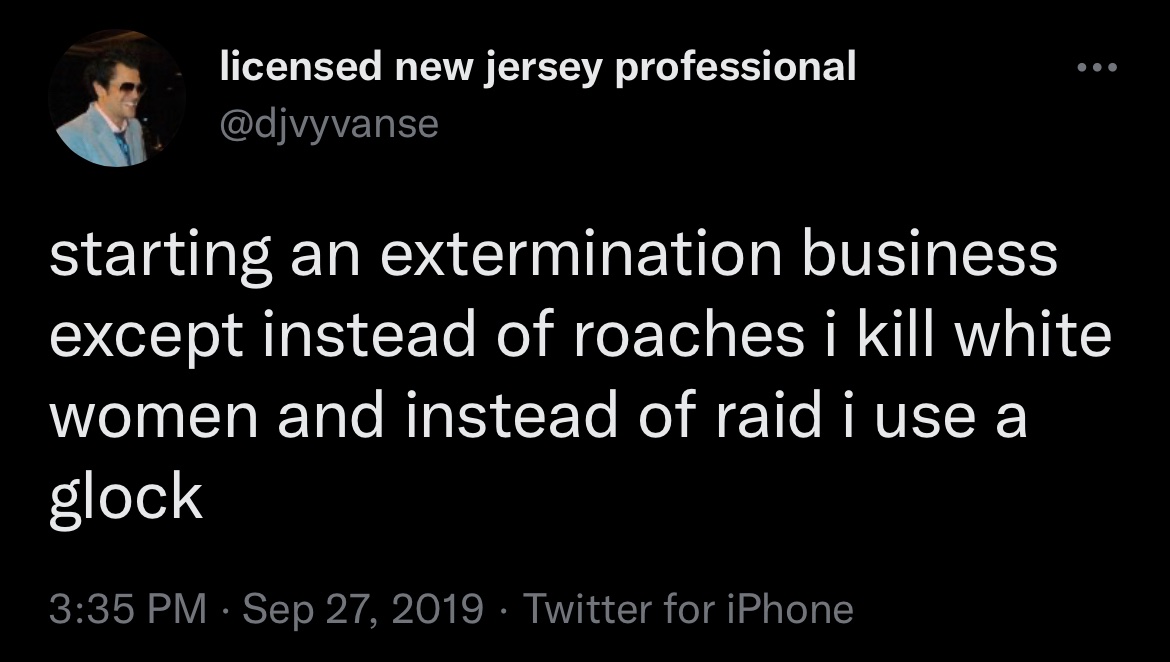 licensed new jersey professional
@djvyvanse
starting an extermination business
except instead of roaches i kill white
women and instead of raid i use a
glock
3:35 PM · Sep 27, 2019 · Twitter for iPhone